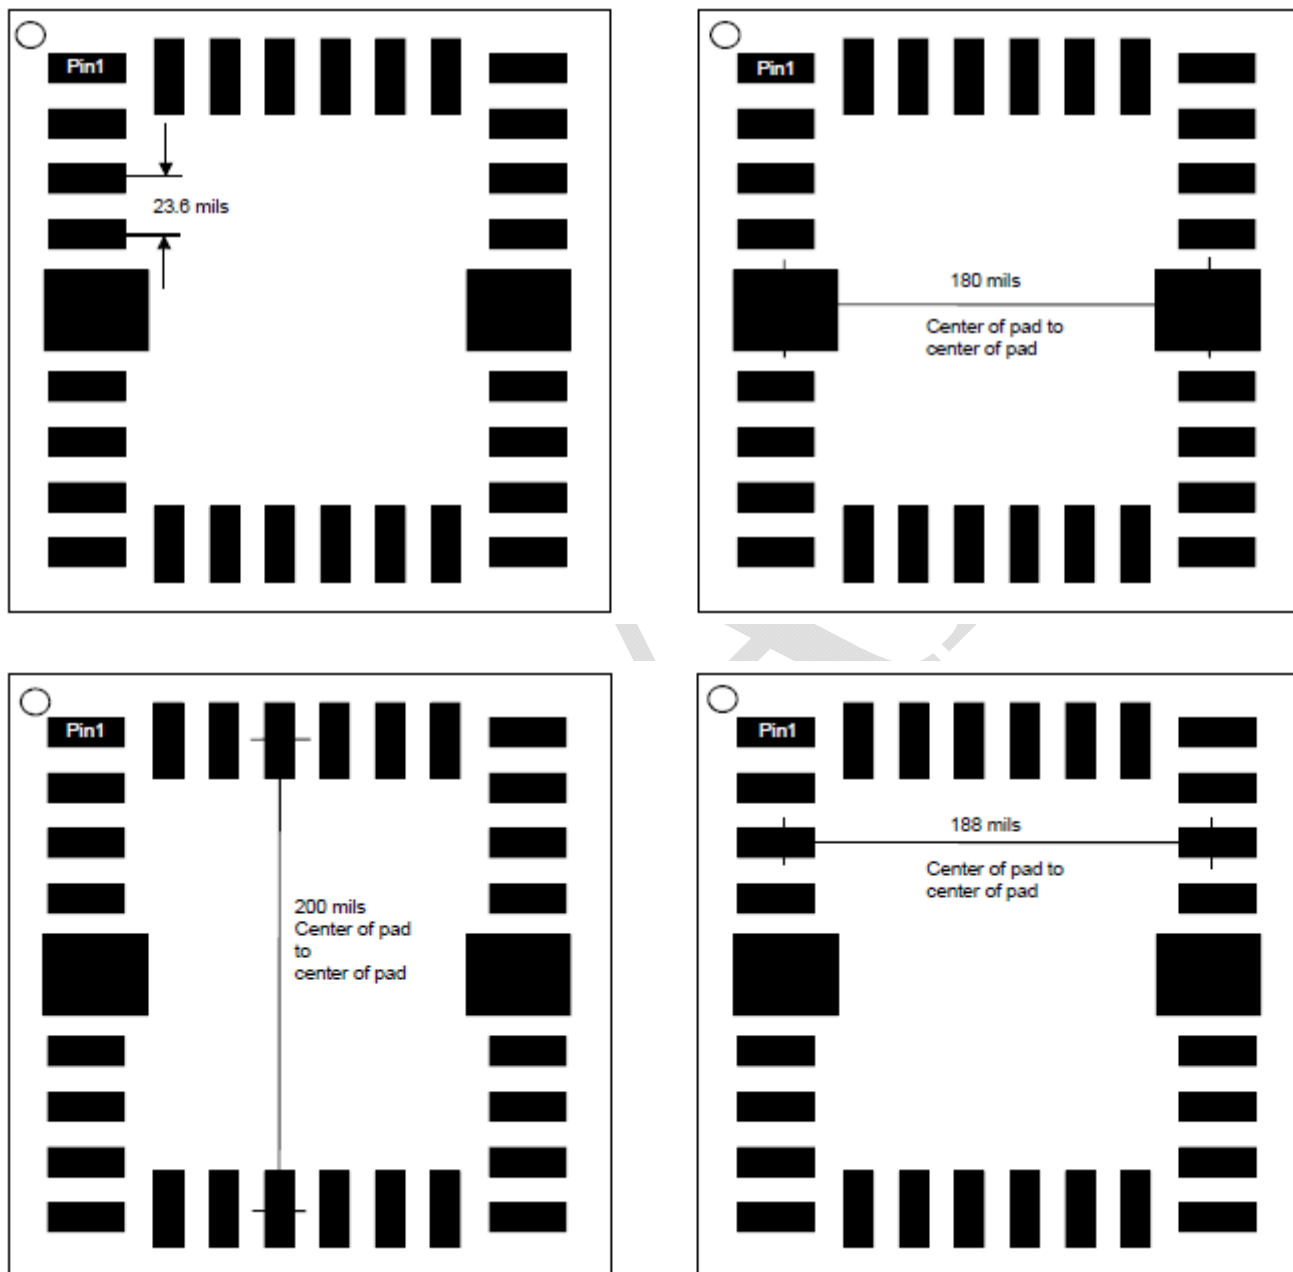 Pin1
23.6 mils
Pin1
180 mils
Center of pad to
center of pad
Pin1
200 mils
Center of pad
to
center of pad
Pin1
188 mils
Center of pad to
center of pad